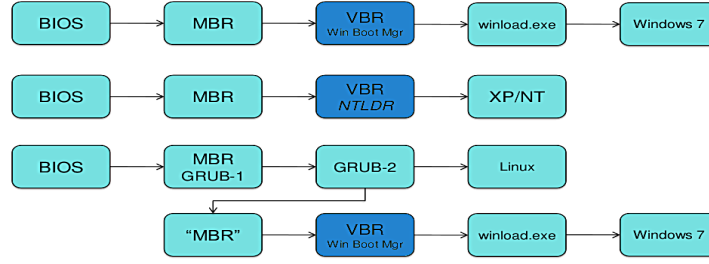 BIOS
MBR
VBR
Win Boot Mgr
winload.exe
Windows 7
BIOS
MBR
VBR
NTLDR
XP/NT
BIOS
MBR
GRUB-1
GRUB-2
Linux
“MBR”
VBR
Win Boot Mgr
winload.exe
Windows 7